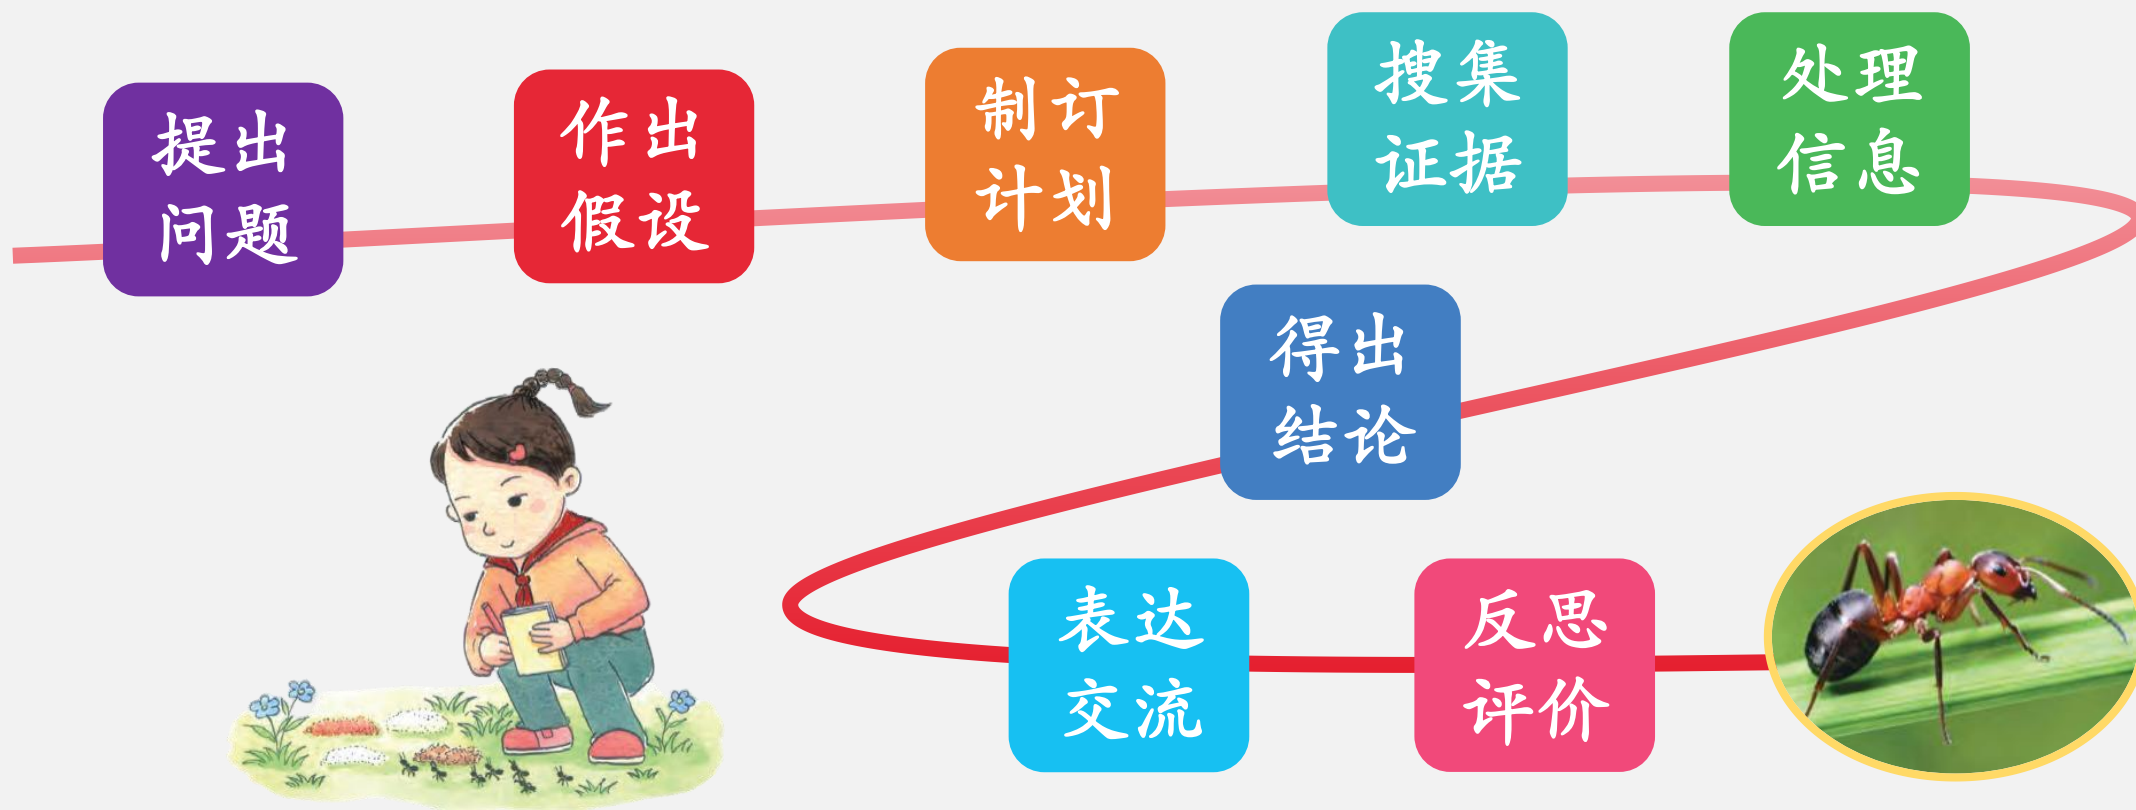 提出
问题
作出
假设
制订
计划
搜集
证据
处理
信息
得出
结论
表达
交流
反思
评价